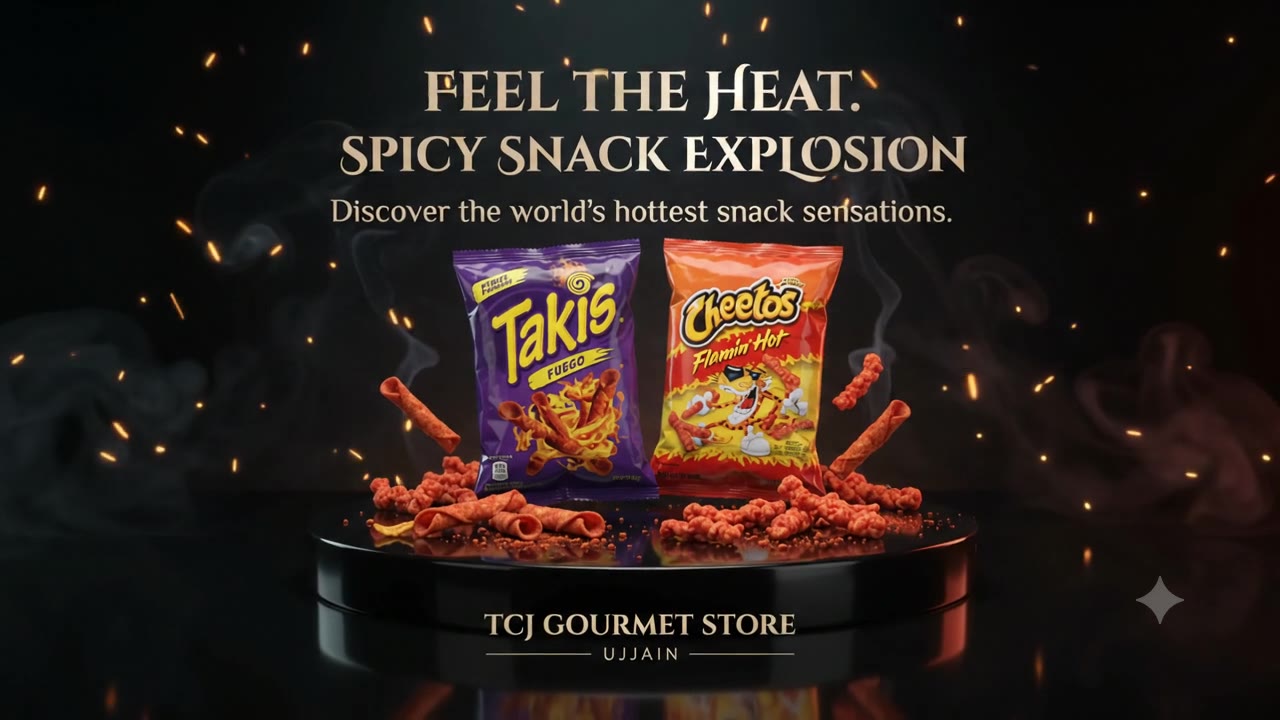 FEEL THE HEAT.
SPICY SNACK EXPLOSION
Discover the world's hottest snack sensations.
Takis
FUEGO
Cheetos
Flamin' Hot
TCJ GOURMET STORE
UJJAIN